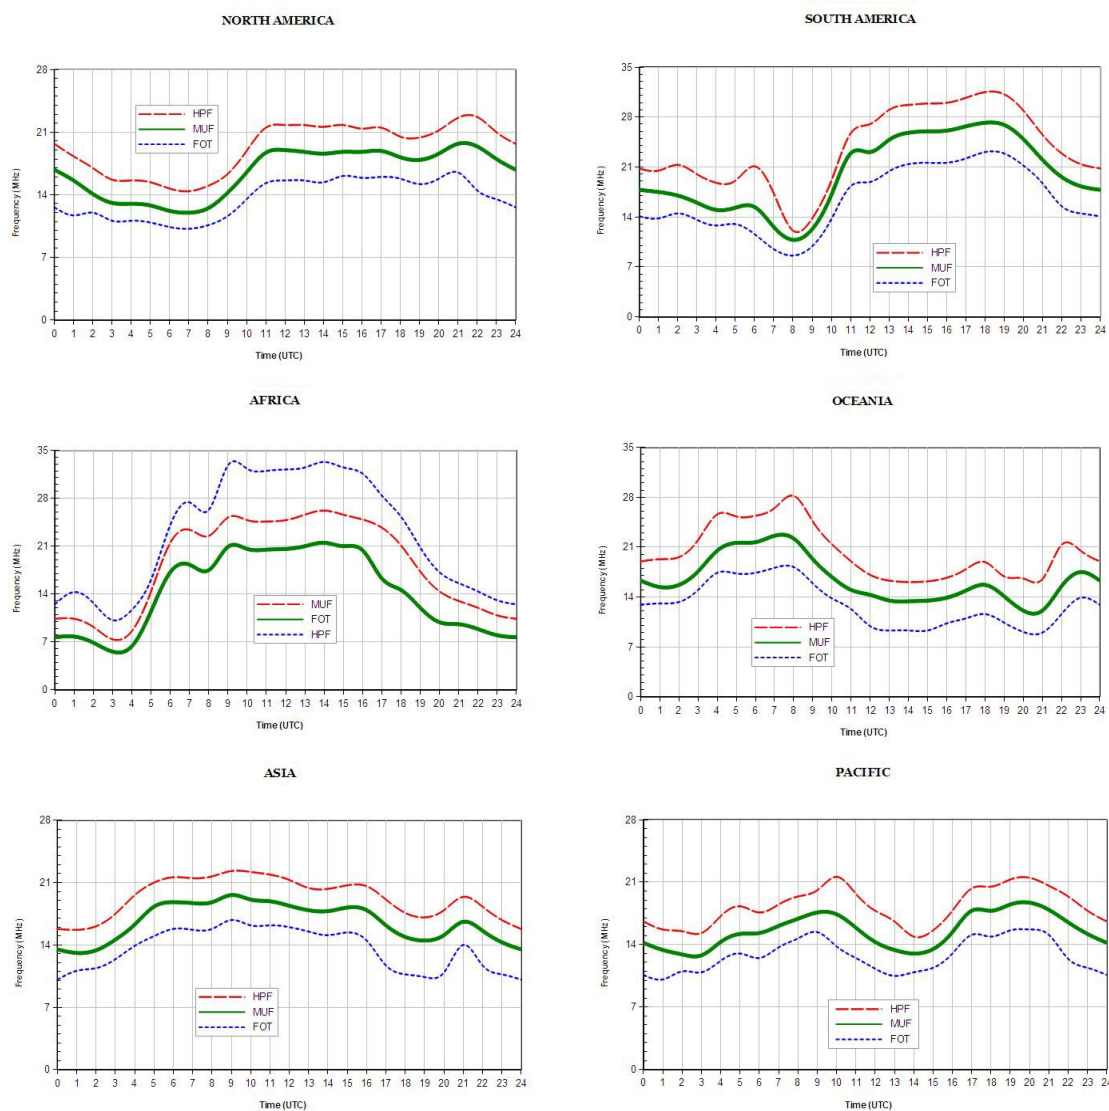 NORTH AMERICA
28
21
14
7
0
Frequency (MHz)
HPF
MUF
FOT
0 1 2 3 4 5 6 7 8 9 10 11 12 13 14 15 16 17 18 19 20 21 22 23 24
Time (UTC)
SOUTH AMERICA
35
28
21
14
7
0
Frequency (MHz)
HPF
MUF
FOT
0 1 2 3 4 5 6 7 8 9 10 11 12 13 14 15 16 17 18 19 20 21 22 23 24
Time (UTC)
AFRICA
35
28
21
14
7
0
Frequency (MHz)
MUF
FOT
HPF
0 1 2 3 4 5 6 7 8 9 10 11 12 13 14 15 16 17 18 19 20 21 22 23 24
Time (UTC)
OCEANIA
35
28
21
14
7
0
Frequency (MHz)
HPF
MUF
FOT
0 1 2 3 4 5 6 7 8 9 10 11 12 13 14 15 16 17 18 19 20 21 22 23 24
Time (UTC)
ASIA
28
21
14
7
0
Frequency (MHz)
HPF
MUF
FOT
0 1 2 3 4 5 6 7 8 9 10 11 12 13 14 15 16 17 18 19 20 21 22 23 24
Time (UTC)
PACIFIC
28
21
14
7
0
Frequency (MHz)
HPF
MUF
FOT
0 1 2 3 4 5 6 7 8 9 10 11 12 13 14 15 16 17 18 19 20 21 22 23 24
Time (UTC)